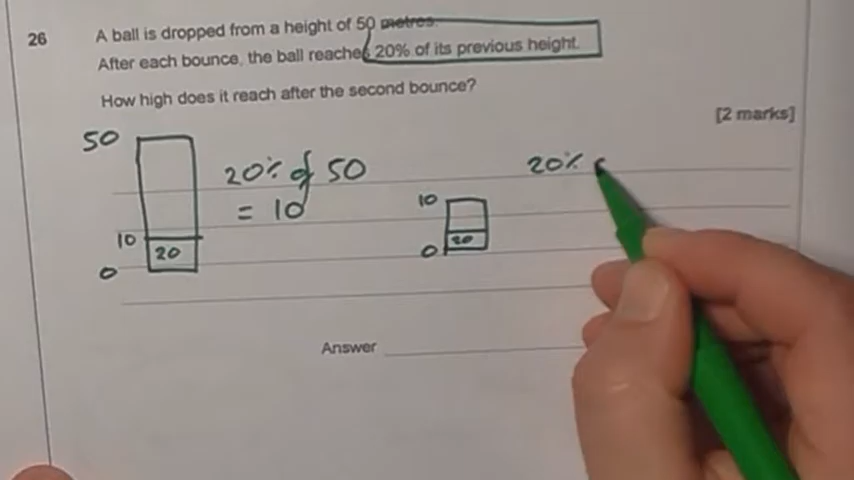 26 A ball is dropped from a height of 50 metres.
After each bounce, the ball reaches 20% of its previous height.
How high does it reach after the second bounce?
[2 marks]
50
20% of 50
= 10
10
20
0
10
20
0
20%
Answer